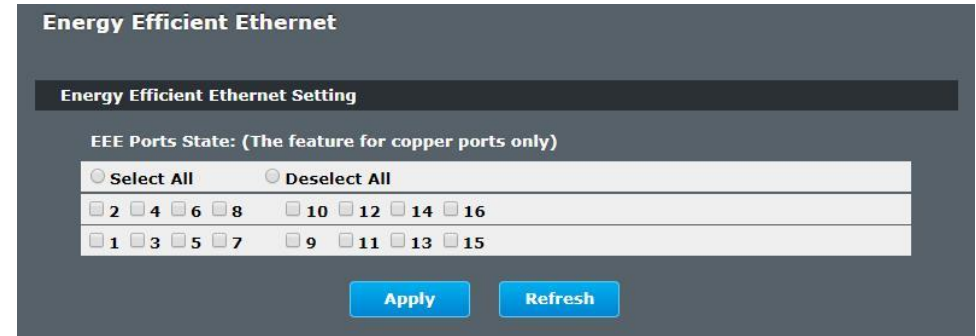 Energy Efficient Ethernet
Energy Efficient Ethernet Setting
EEE Ports State: (The feature for copper ports only)
Select All Deselect All
2 4 6 8 10 12 14 16
1 3 5 7 9 11 13 15
Apply Refresh